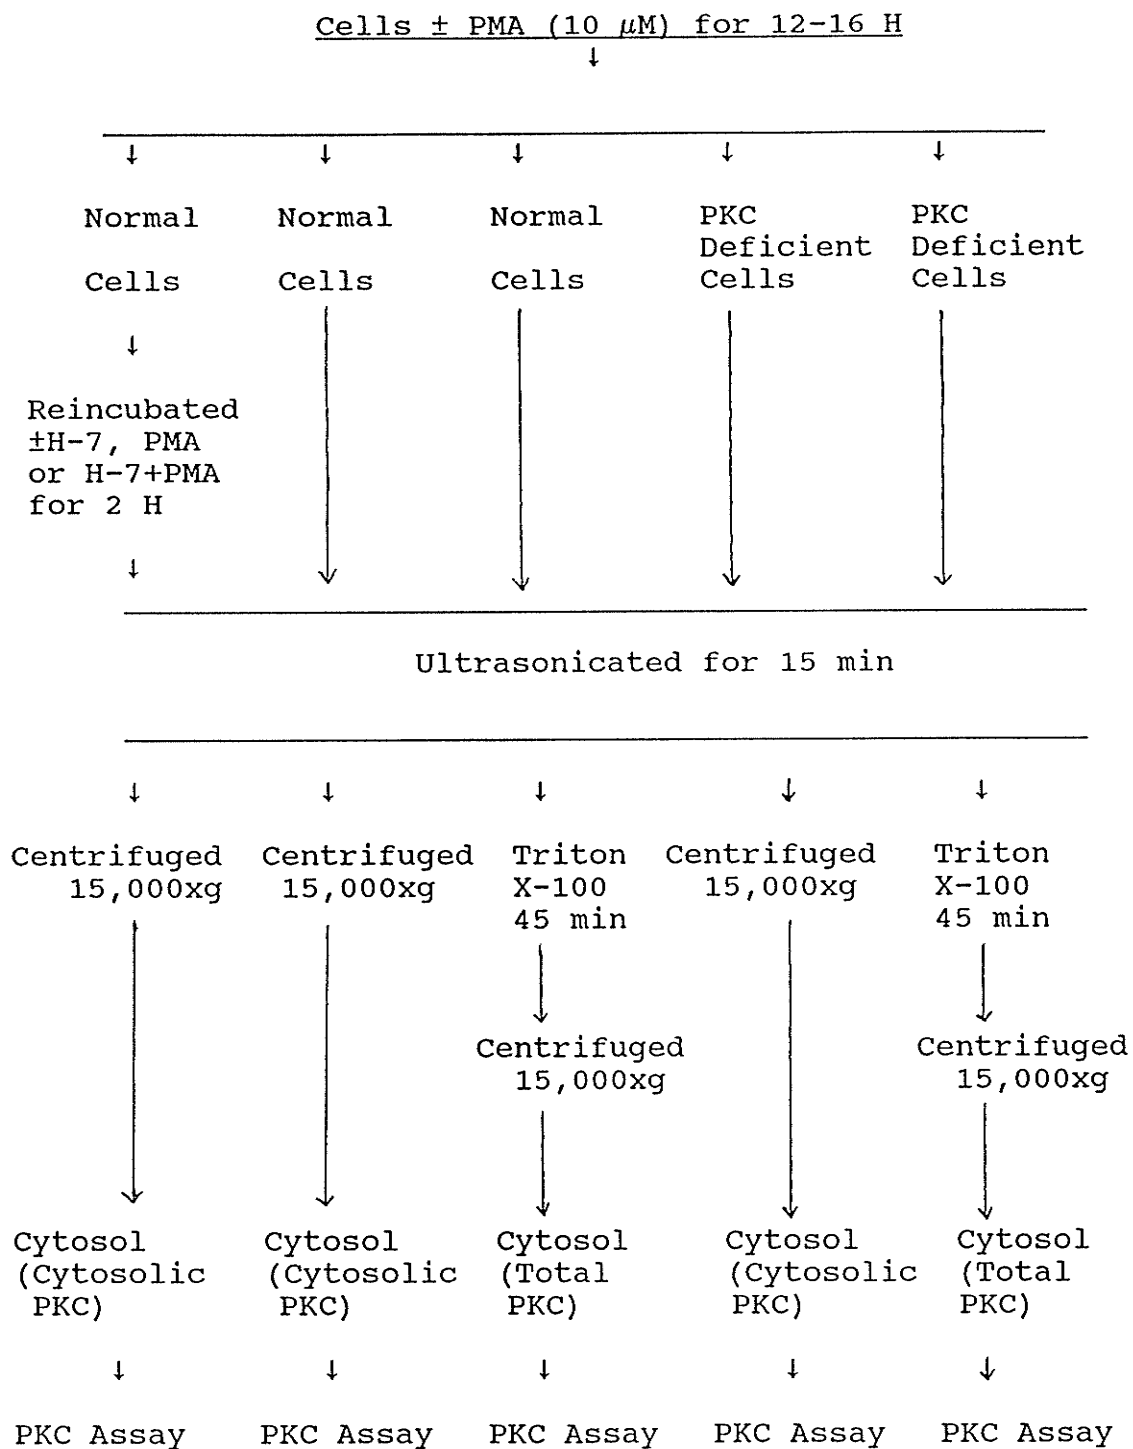 Cells ± PMA (10 μM) for 12-16 H
↓
↓ ↓ ↓ ↓ ↓
Normal Normal Normal PKC PKC
Deficient Deficient
Cells Cells Cells Cells Cells
↓
Reincubated
±H-7, PMA
or H-7+PMA
for 2 H
↓
Ultrasonicated for 15 min
↓ ↓ ↓ ↓ ↓
Centrifuged Centrifuged Triton Centrifuged Triton
15,000xg 15,000xg X-100 15,000xg X-100
45 min 45 min
Centrifuged Centrifuged
15,000xg 15,000xg
Cytosol Cytosol Cytosol Cytosol Cytosol
(Cytosolic (Cytosolic (Total (Cytosolic (Total
PKC) PKC) PKC) PKC) PKC)
↓ ↓ ↓ ↓ ↓
PKC Assay PKC Assay PKC Assay PKC Assay PKC Assay